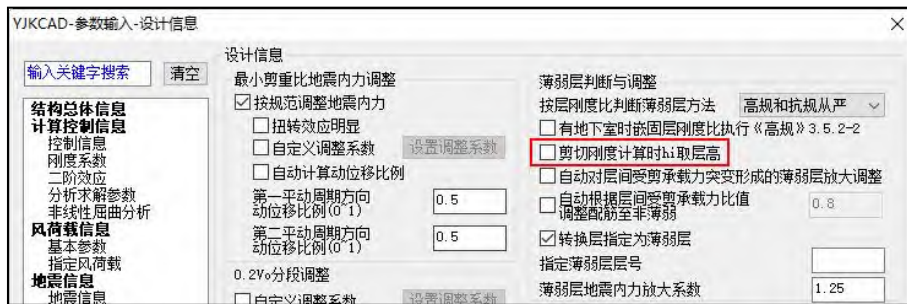 YJKCAD-参数输入-设计信息
输入关键字搜索 清空
结构总体信息
计算控制信息
控制信息
刚度系数
二阶效应
分析求解参数
非线性屈曲分析
风荷载信息
基本参数
指定风荷载
地震信息
地震信息
设计信息
最小剪重比地震内力调整
按规范调整地震内力
扭转效应明显
自定义调整系数 设置调整系数
自动计算动位移比例
第一平动周期方向
动位移比例(0~1) 0.5
第二平动周期方向
动位移比例(0~1) 0.5
0.2V₀分段调整
自定义调整系数 设置调整系数
薄弱层判断与调整
按层刚度比判断薄弱层方法 高规和抗规从严
有地下室时嵌固层刚度比执行《高规》3.5.2-2
剪切刚度计算时hi取层高
自动对层间受剪承载力突变形成的薄弱层放大调整
自动根据层间受剪承载力比值
调整配筋至非薄弱 0.8
转换层指定为薄弱层
指定薄弱层层号
薄弱层地震内力放大系数 1.25